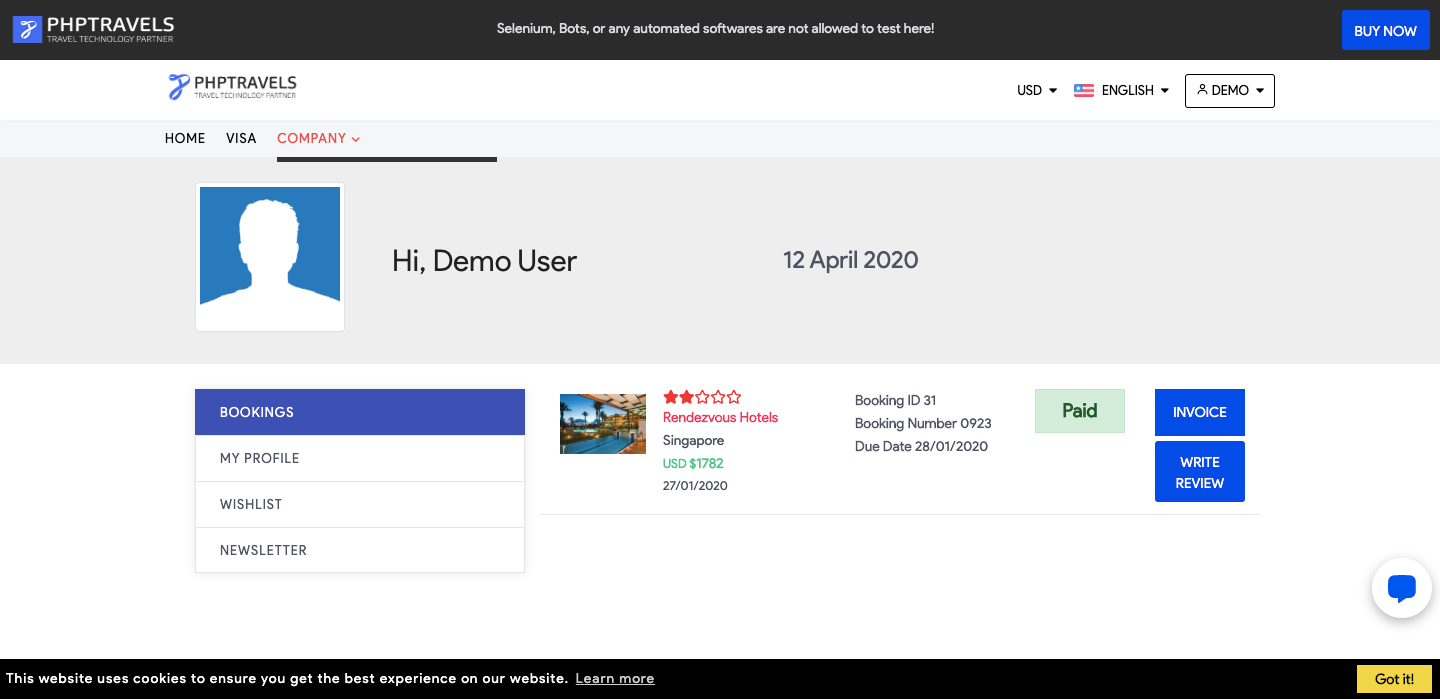 PHPTRAVELS
TRAVEL TECHNOLOGY PARTNER
Selenium, Bots, or any automated softwares are not allowed to test here!
BUY NOW
PHPTRAVELS
TRAVEL TECHNOLOGY PARTNER
USD
ENGLISH
DEMO
HOME
VISA
COMPANY
Hi, Demo User
12 April 2020
BOOKINGS
MY PROFILE
WISHLIST
NEWSLETTER
Rendezvous Hotels
Singapore
USD $1782
27/01/2020
Booking ID 31
Booking Number 0923
Due Date 28/01/2020
Paid
INVOICE
WRITE
REVIEW
This website uses cookies to ensure you get the best experience on our website. Learn more
Got it!